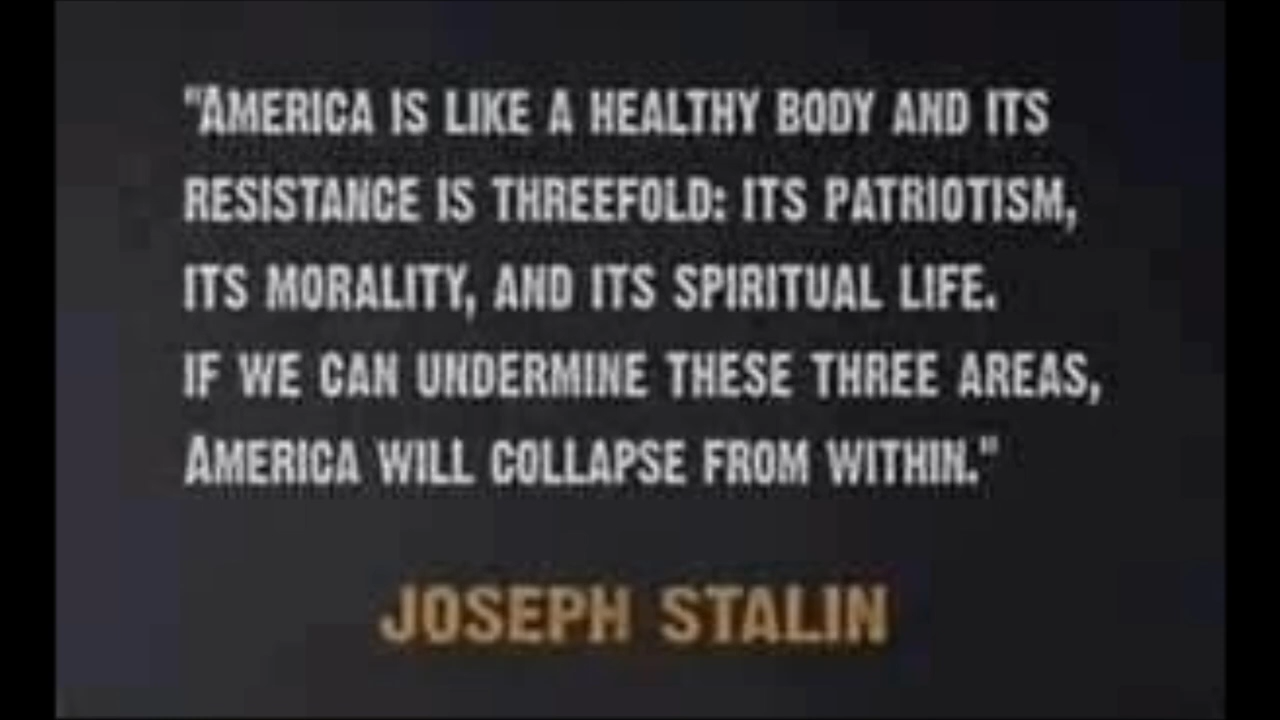 "AMERICA IS LIKE A HEALTHY BODY AND ITS
RESISTANCE IS THREEFOLD: ITS PATRIOTISM,
ITS MORALITY, AND ITS SPIRITUAL LIFE.
IF WE CAN UNDERMINE THESE THREE AREAS,
AMERICA WILL COLLAPSE FROM WITHIN."
JOSEPH STALIN